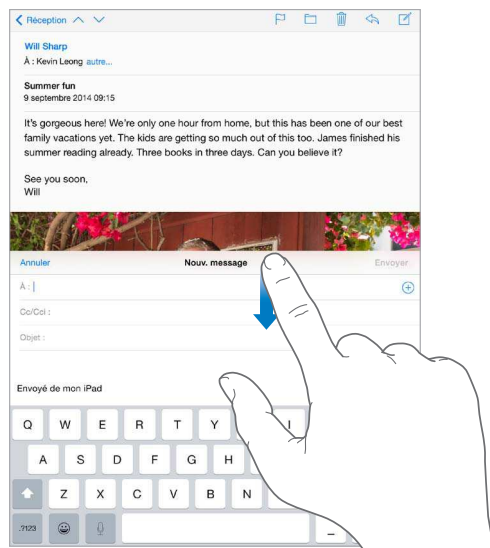 Réception
Will Sharp
À : Kevin Leong autre...
Summer fun
9 septembre 2014 09:15
It's gorgeous here! We're only one hour from home, but this has been one of our best
family vacations yet. The kids are getting so much out of this too. James finished his
summer reading already. Three books in three days. Can you believe it?
See you soon,
Will
Annuler Nouv. message Envoyer
À :
Cc/Cci :
Objet :
Envoyé de mon iPad
Q W E R T Y I
A S D F G H
Z X C V B N
.?123